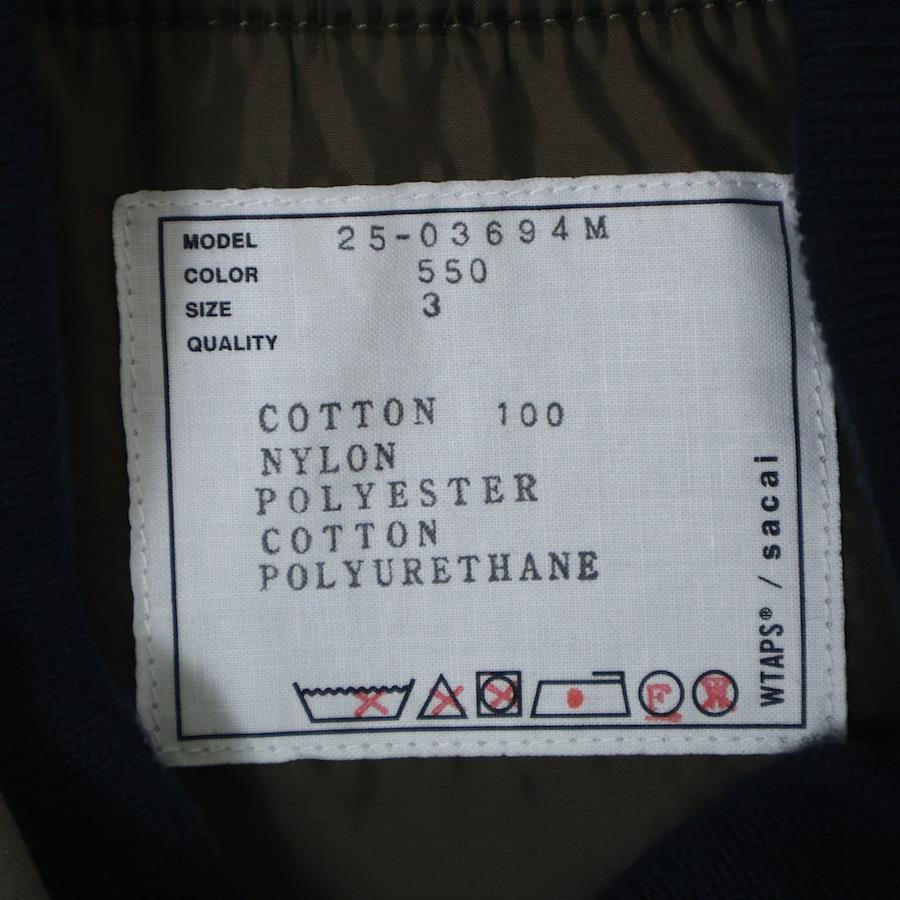 MODEL 25-03694M
COLOR 550
SIZE 3
QUALITY
COTTON 100
NYLON
POLYESTER
COTTON
POLYURETHANE
F
W
WTAPS® / sacai